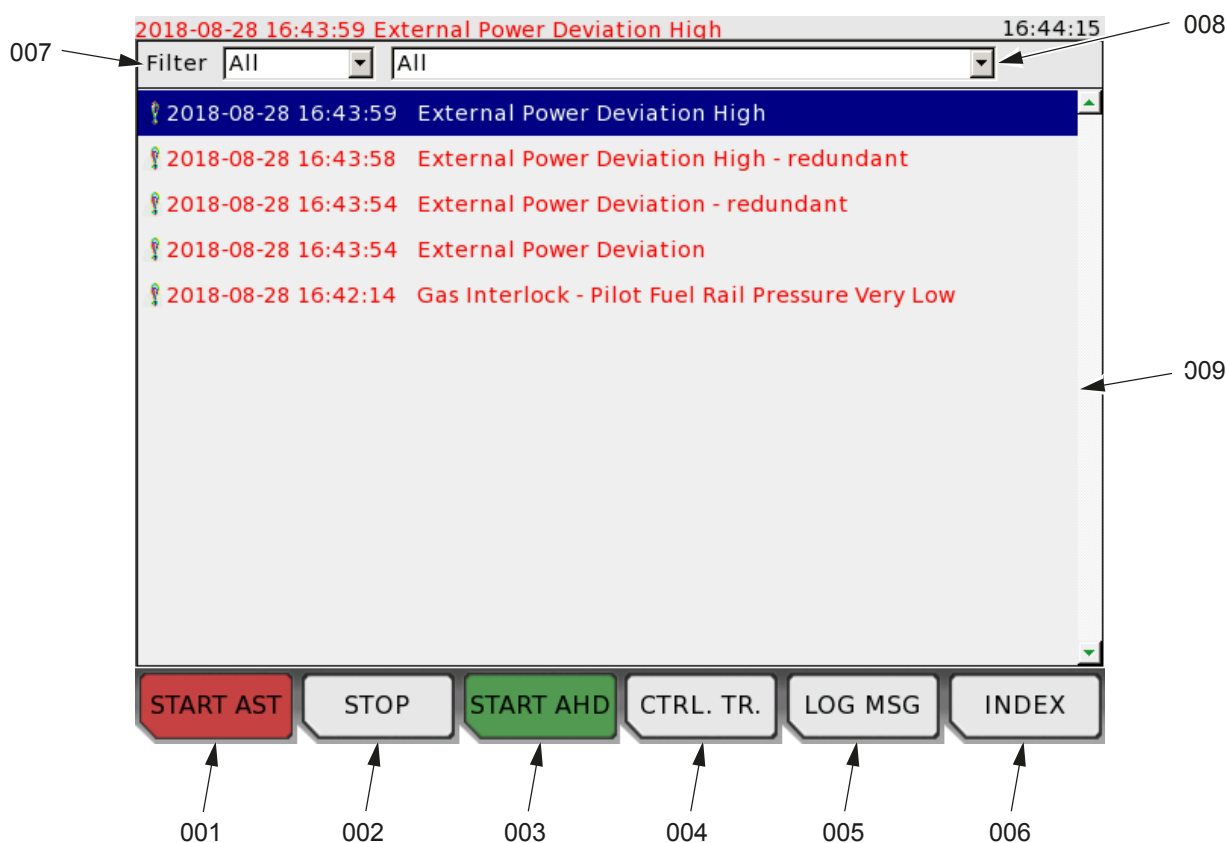 2018-08-28 16:43:59 External Power Deviation High 16:44:15
008
007
Filter All All
2018-08-28 16:43:59 External Power Deviation High
2018-08-28 16:43:58 External Power Deviation High - redundant
2018-08-28 16:43:54 External Power Deviation - redundant
2018-08-28 16:43:54 External Power Deviation
2018-08-28 16:42:14 Gas Interlock - Pilot Fuel Rail Pressure Very Low
009
START AST STOP START AHD CTRL. TR. LOG MSG INDEX
001 002 003 004 005 006